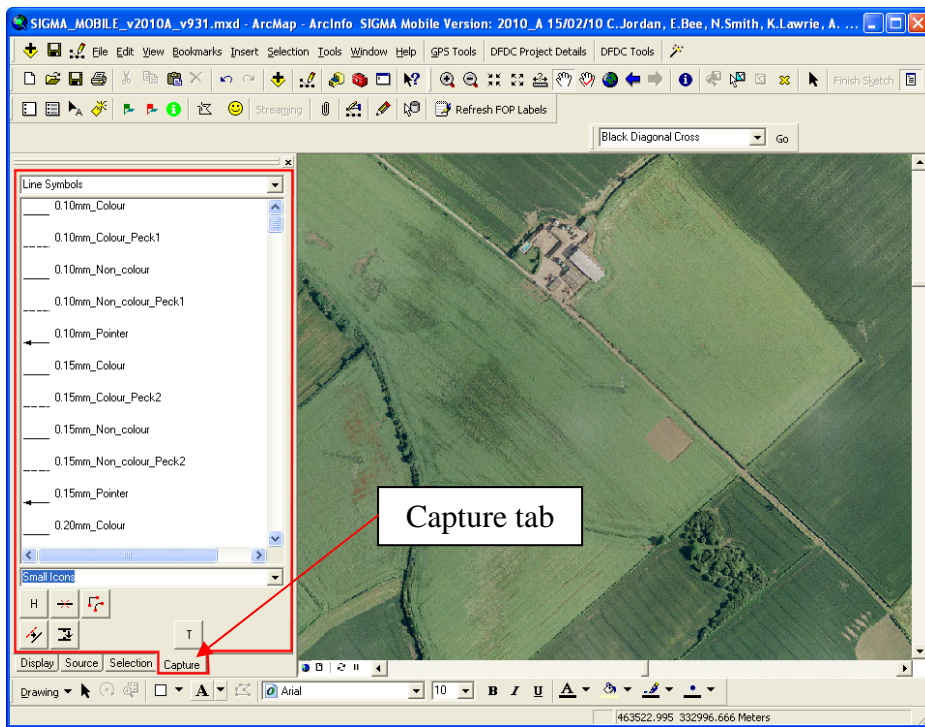 SIGMA_MOBILE_v2010A_v931.mxd - ArcMap - ArcInfo SIGMA Mobile Version: 2010_A 15/02/10 C.Jordan, E.Bee, N.Smith, K.Lawrie, A. ...
File Edit View Bookmarks Insert Selection Tools Window Help GPS Tools DFDC Project Details DFDC Tools
Finish Sketch
Streaming Refresh FOP Labels
Black Diagonal Cross Go
Line Symbols
0.10mm_Colour
0.10mm_Colour_Peck1
0.10mm_Non_colour
0.10mm_Non_colour_Peck1
0.10mm_Pointer
0.15mm_Colour
0.15mm_Colour_Peck2
0.15mm_Non_colour
0.15mm_Non_colour_Peck2
0.15mm_Pointer
0.20mm_Colour
Capture tab
Small Icons
H
T
Display Source Selection Capture
Drawing A Arial 10 B I U A
463522.995 332996.666 Meters